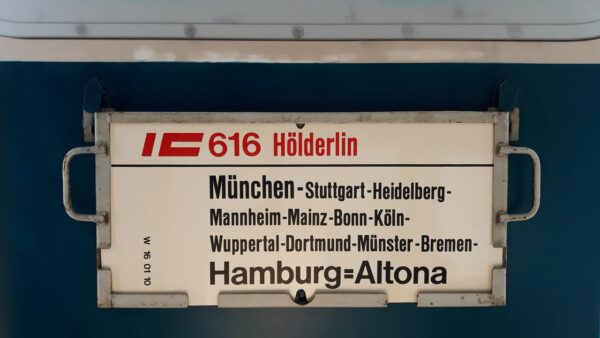 IC 616 Hölderlin
München-Stuttgart-Heidelberg-
Mannheim-Mainz-Bonn-Köln-
Wuppertal-Dortmund-Münster-Bremen-
Hamburg=Altona
W 16 01 10